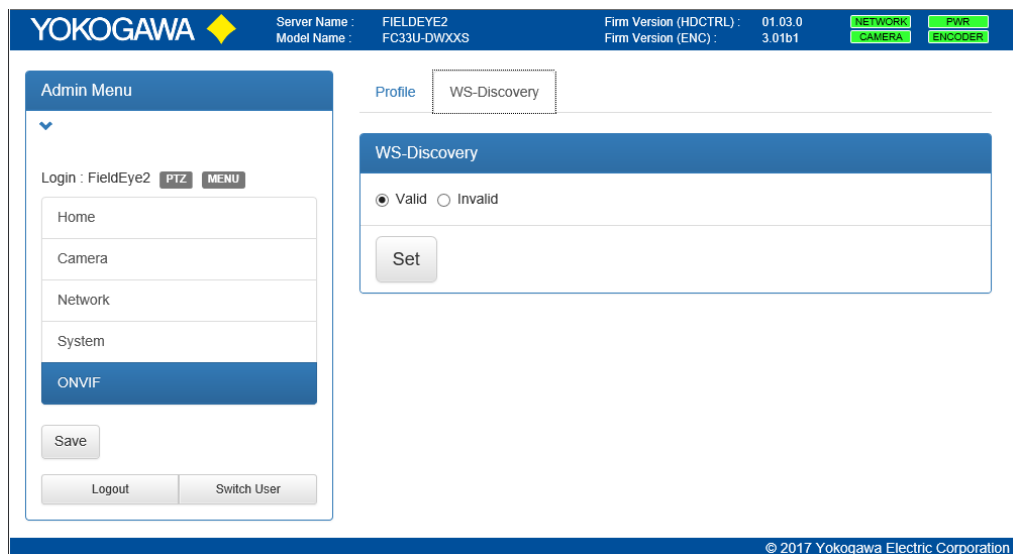 YOKOGAWA
Server Name : FIELDEYE2
Model Name : FC33U-DWXXS
Firm Version (HDCTRL) : 01.03.0
Firm Version (ENC) : 3.01b1
NETWORK PWR
CAMERA ENCODER
Admin Menu
Login : FieldEye2 PTZ MENU
Home
Camera
Network
System
ONVIF
Save
Logout Switch User
Profile WS-Discovery
WS-Discovery
Valid Invalid
Set
© 2017 Yokogawa Electric Corporation